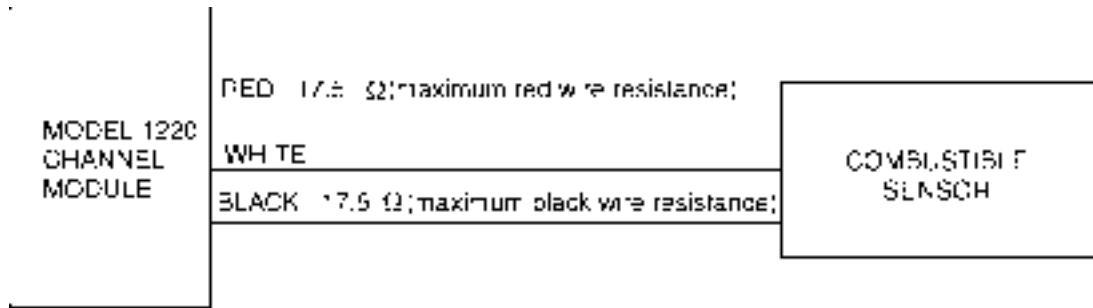 RED 17.5 Ω (maximum red wire resistance)
MODEL 1220
CHANNEL
MODULE
WHITE
BLACK 17.5 Ω (maximum black wire resistance)
COMBUSTIBLE
SENSOR